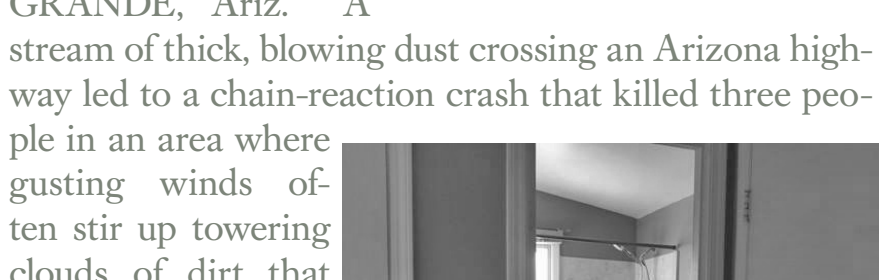 GRANDE, Ariz. A
stream of thick, blowing dust crossing an Arizona high-
way led to a chain-reaction crash that killed three peo-
ple in an area where
gusting winds of-
ten stir up towering
clouds of dirt that